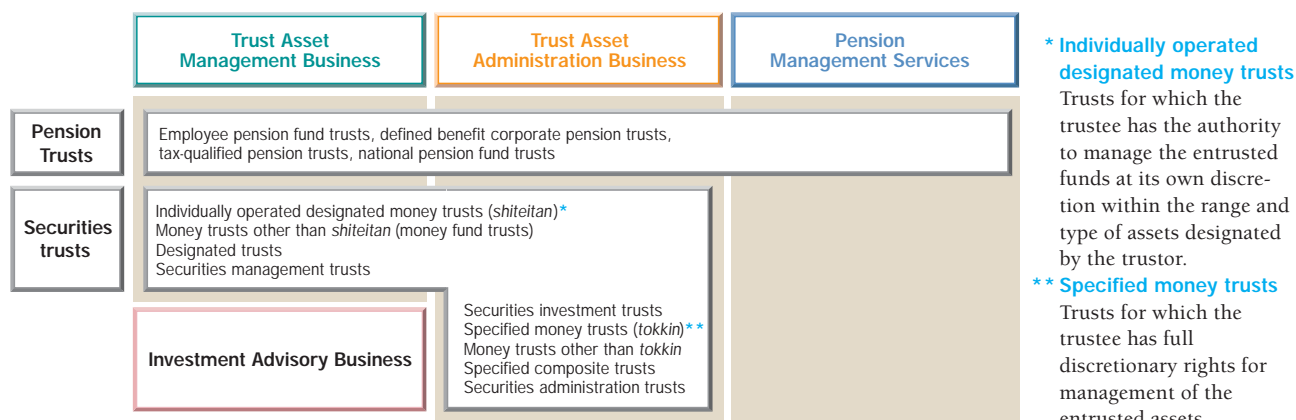 Trust Asset
Management Business
Trust Asset
Administration Business
Pension
Management Services
Pension
Trusts
Employee pension fund trusts, defined benefit corporate pension trusts,
tax-qualified pension trusts, national pension fund trusts
Securities
trusts
Individually operated designated money trusts (shiteitan)*
Money trusts other than shiteitan (money fund trusts)
Designated trusts
Securities management trusts
Securities investment trusts
Specified money trusts (tokkin)**
Money trusts other than tokkin
Specified composite trusts
Securities administration trusts
Investment Advisory Business
* Individually operated
designated money trusts
Trusts for which the
trustee has the authority
to manage the entrusted
funds at its own discre-
tion within the range and
type of assets designated
by the trustor.
** Specified money trusts
Trusts for which the
trustee has full
discretionary rights for
management of the
entrusted assets